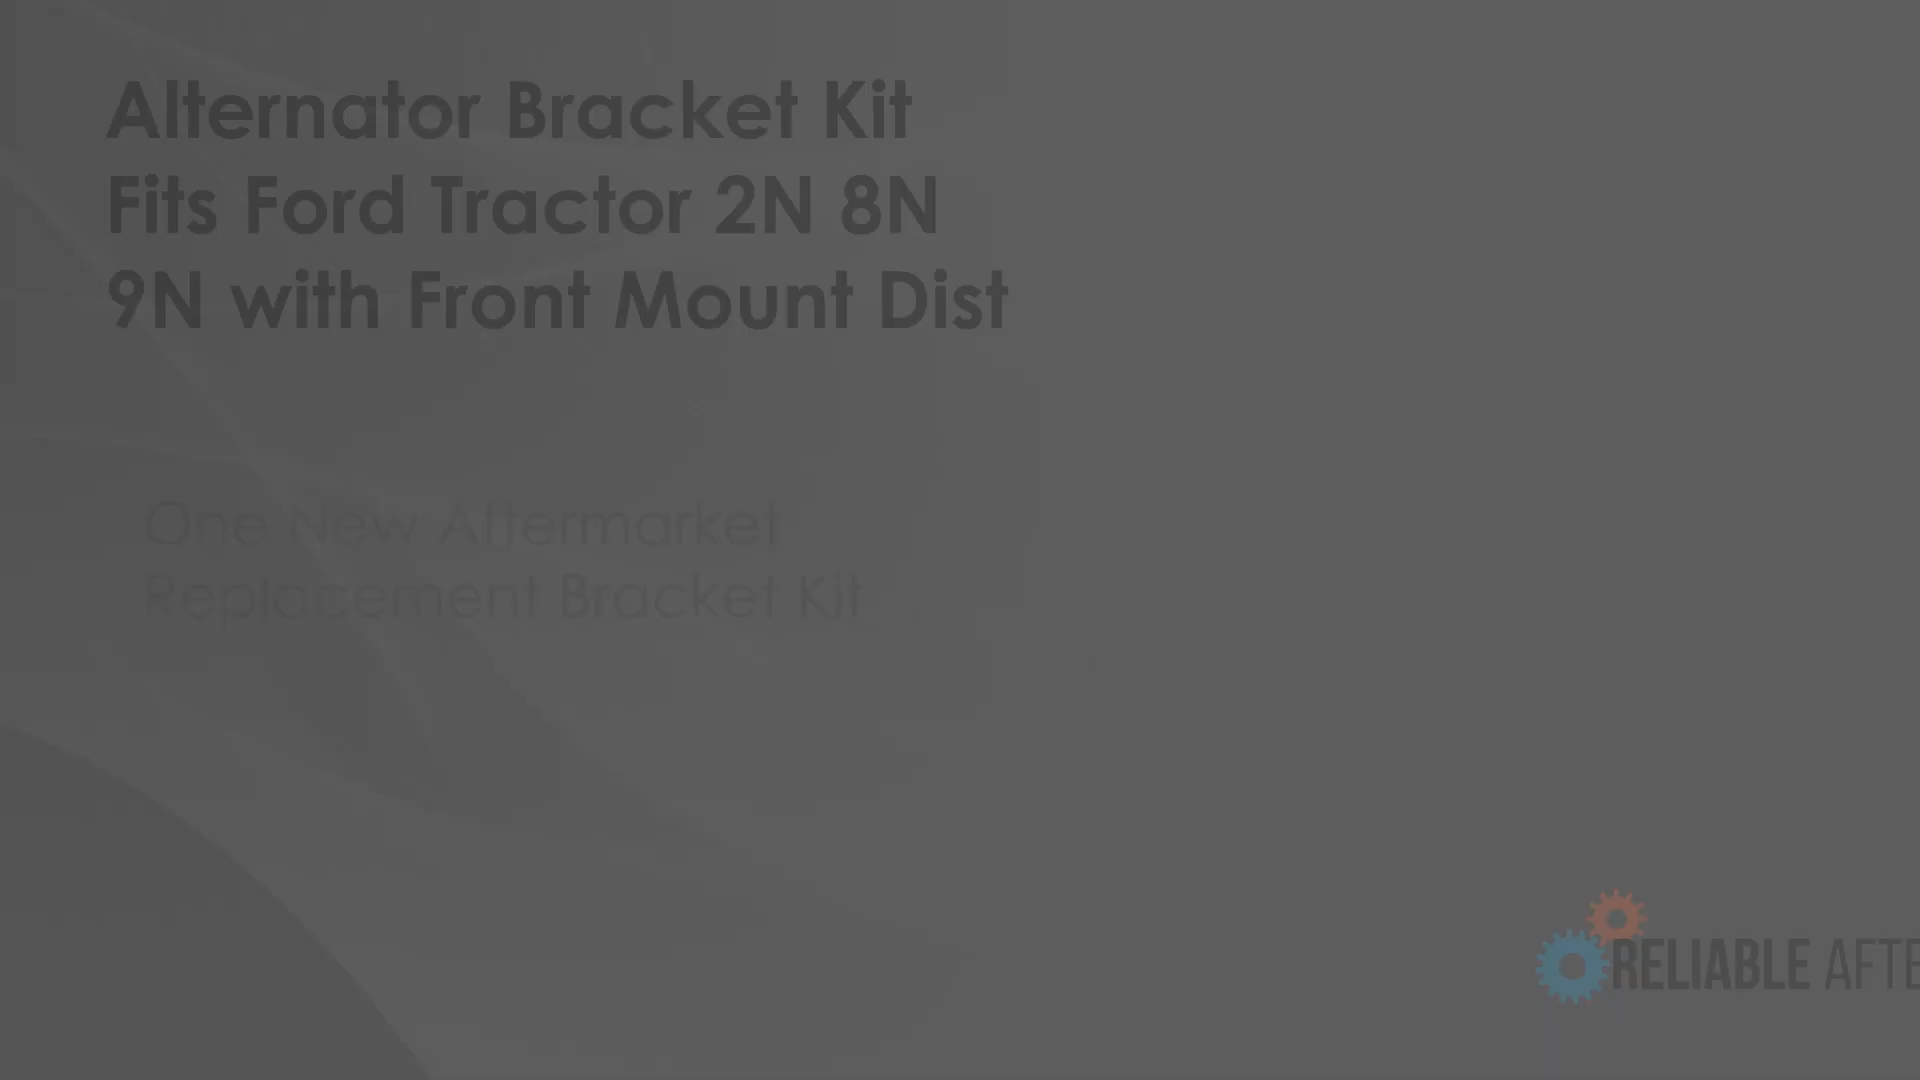 Alternator Bracket Kit
Fits Ford Tractor 2N 8N
9N with Front Mount Dist
One New Aftermarket
Replacement Bracket Kit
RELIABLE AFTE